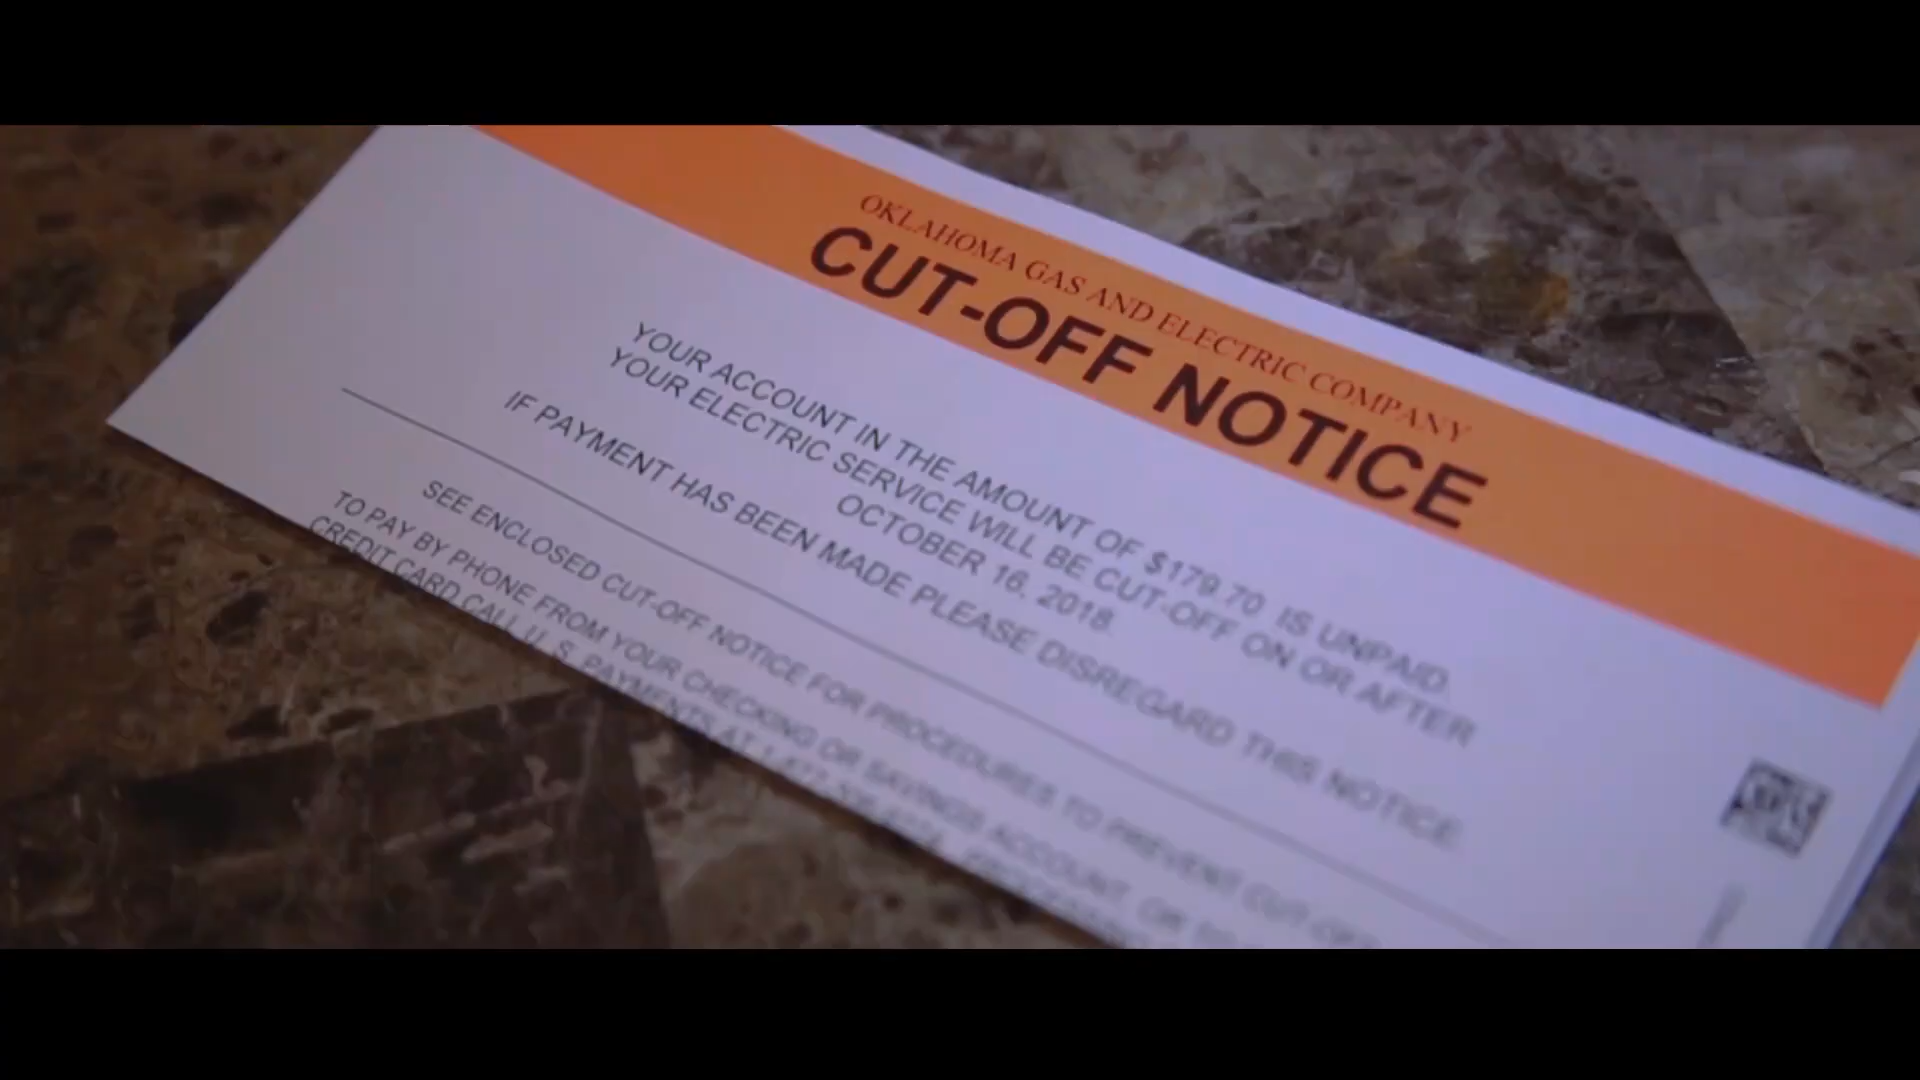 OKLAHOMA GAS AND ELECTRIC COMPANY
CUT-OFF NOTICE
YOUR ACCOUNT IN THE AMOUNT OF $179.70 IS UNPAID.
YOUR ELECTRIC SERVICE WILL BE CUT-OFF ON OR AFTER
OCTOBER 16, 2018.
IF PAYMENT HAS BEEN MADE PLEASE DISREGARD THIS NOTICE.
SEE ENCLOSED CUT-OFF NOTICE FOR PROCEDURES TO PREVENT CUT-OFF
TO PAY BY PHONE FROM YOUR CHECKING OR SAVINGS ACCOUNT, OR
CREDIT CARD CALL U. S. PAYMENTS AT